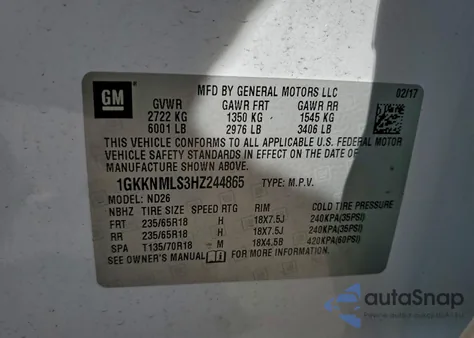 GM
MFD BY GENERAL MOTORS LLC 02/17
GVWR GAWR FRT GAWR RR
2722 KG 1350 KG 1545 KG
6001 LB 2976 LB 3406 LB
THIS VEHICLE CONFORMS TO ALL APPLICABLE U.S. FEDERAL MOTOR
VEHICLE SAFETY STANDARDS IN EFFECT ON THE DATE OF
MANUFACTURE SHOWN ABOVE.
1GKKNMLS3HZ244865 TYPE: M.P.V.
MODEL: ND26
NBHZ TIRE SIZE SPEED RTG RIM COLD TIRE PRESSURE
FRT 235/65R18 H 18X7.5J 240KPA(35PSI)
RR 235/65R18 H 18X7.5J 240KPA(35PSI)
SPA T135/70R18 M 18X4.5B 420KPA(60PSI)
SEE OWNER'S MANUAL FOR MORE INFORMATION.
autoSnap